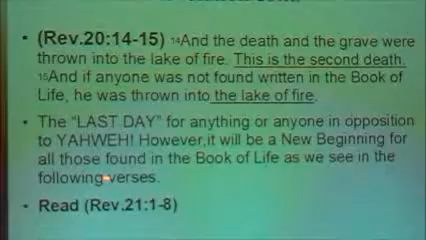 • (Rev.20:14-15) 14And the death and the grave were
thrown into the lake of fire. This is the second death.
15And if anyone was not found written in the Book of
Life, he was thrown into the lake of fire.
• The “LAST DAY” for anything or anyone in opposition
to YAHWEH! However,it will be a New Beginning for
all those found in the Book of Life as we see in the
following verses.
• Read (Rev.21:1-8)